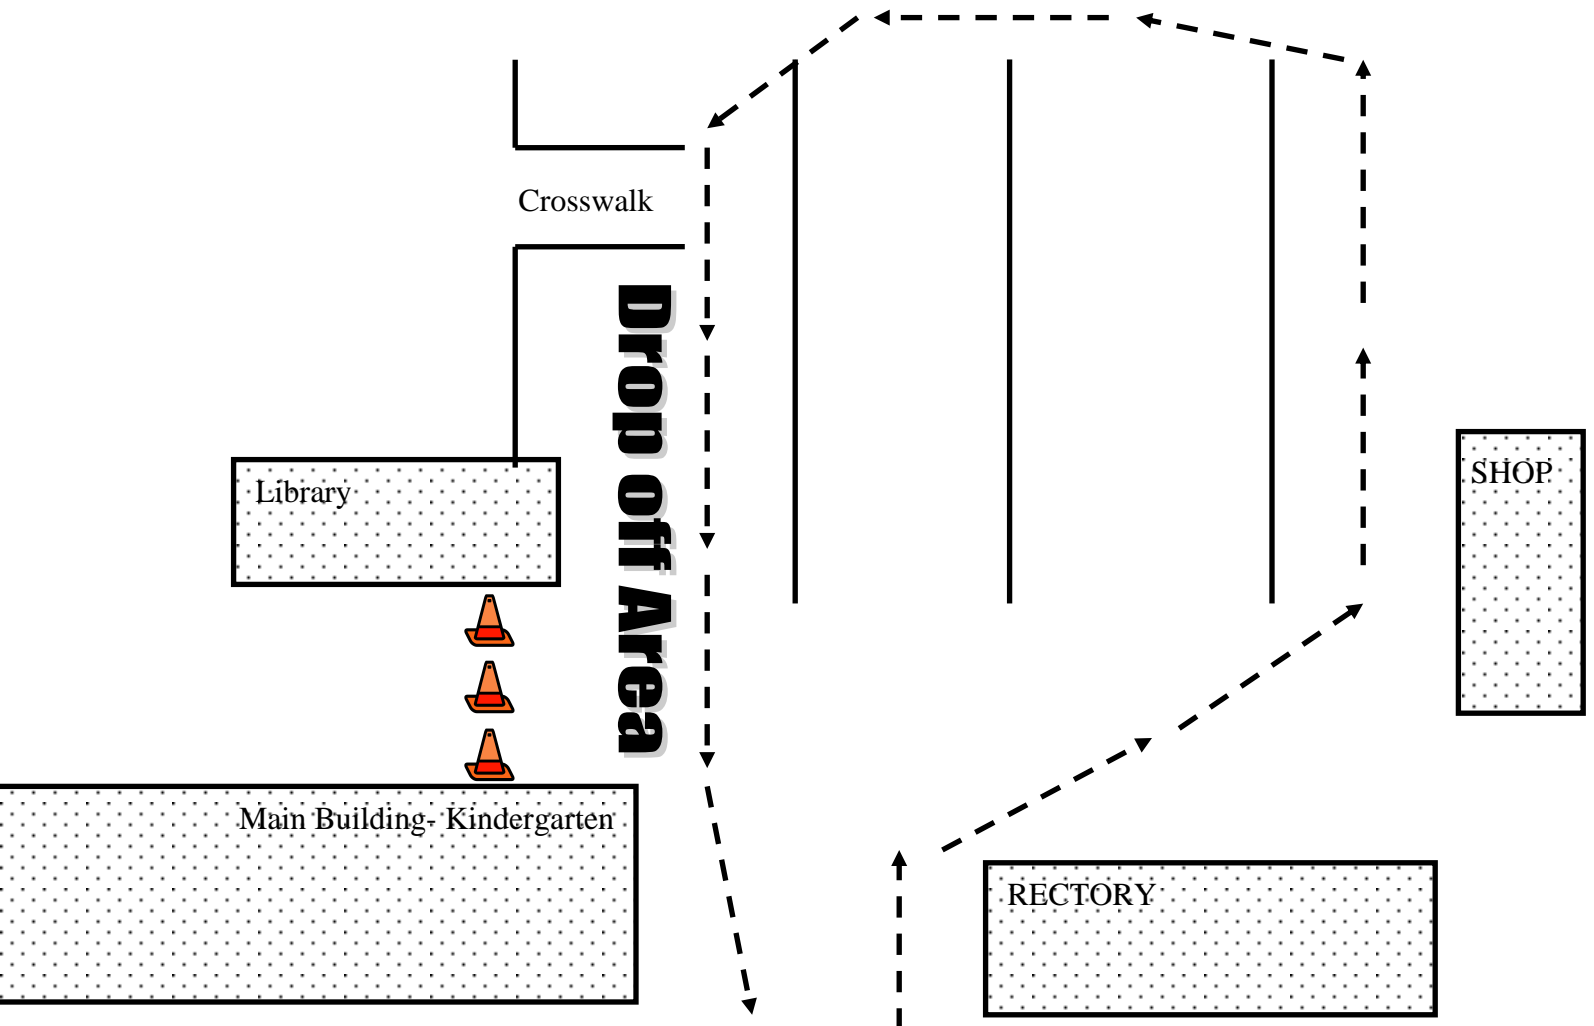 Crosswalk
Drop off Area
Library
SHOP
Main Building- Kindergarten
RECTORY